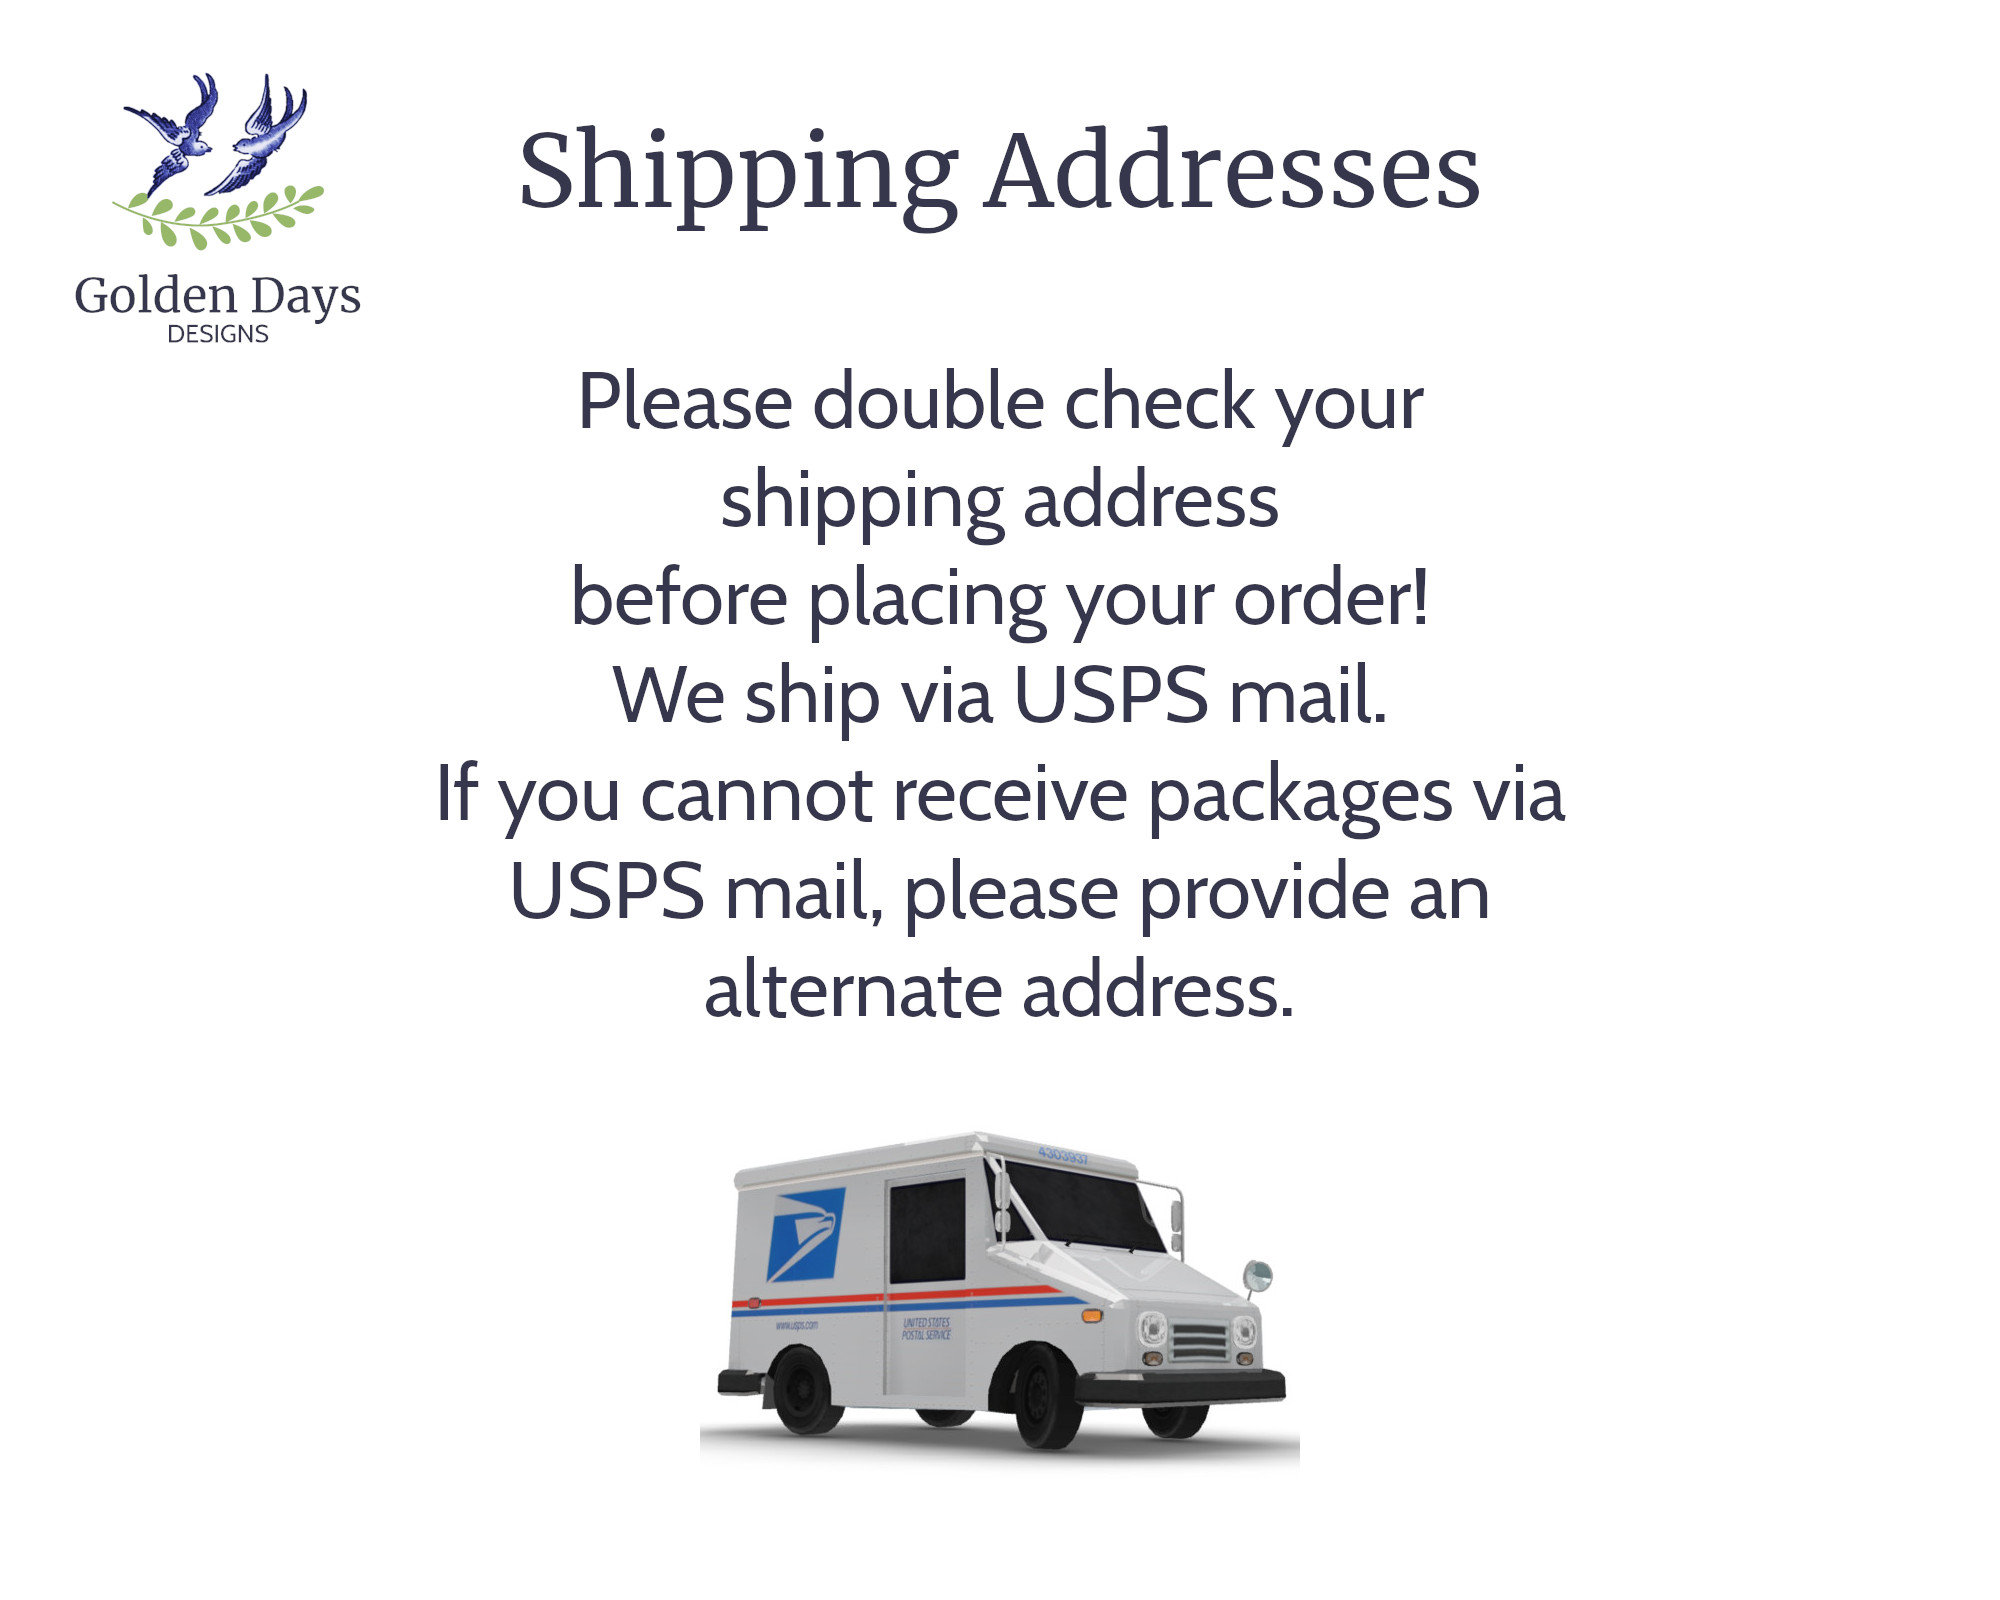 Golden Days
DESIGNS
Shipping Addresses
Please double check your
shipping address
before placing your order!
We ship via USPS mail.
If you cannot receive packages via
USPS mail, please provide an
alternate address.
4303937
www.usps.com
UNITED STATES
POSTAL SERVICE